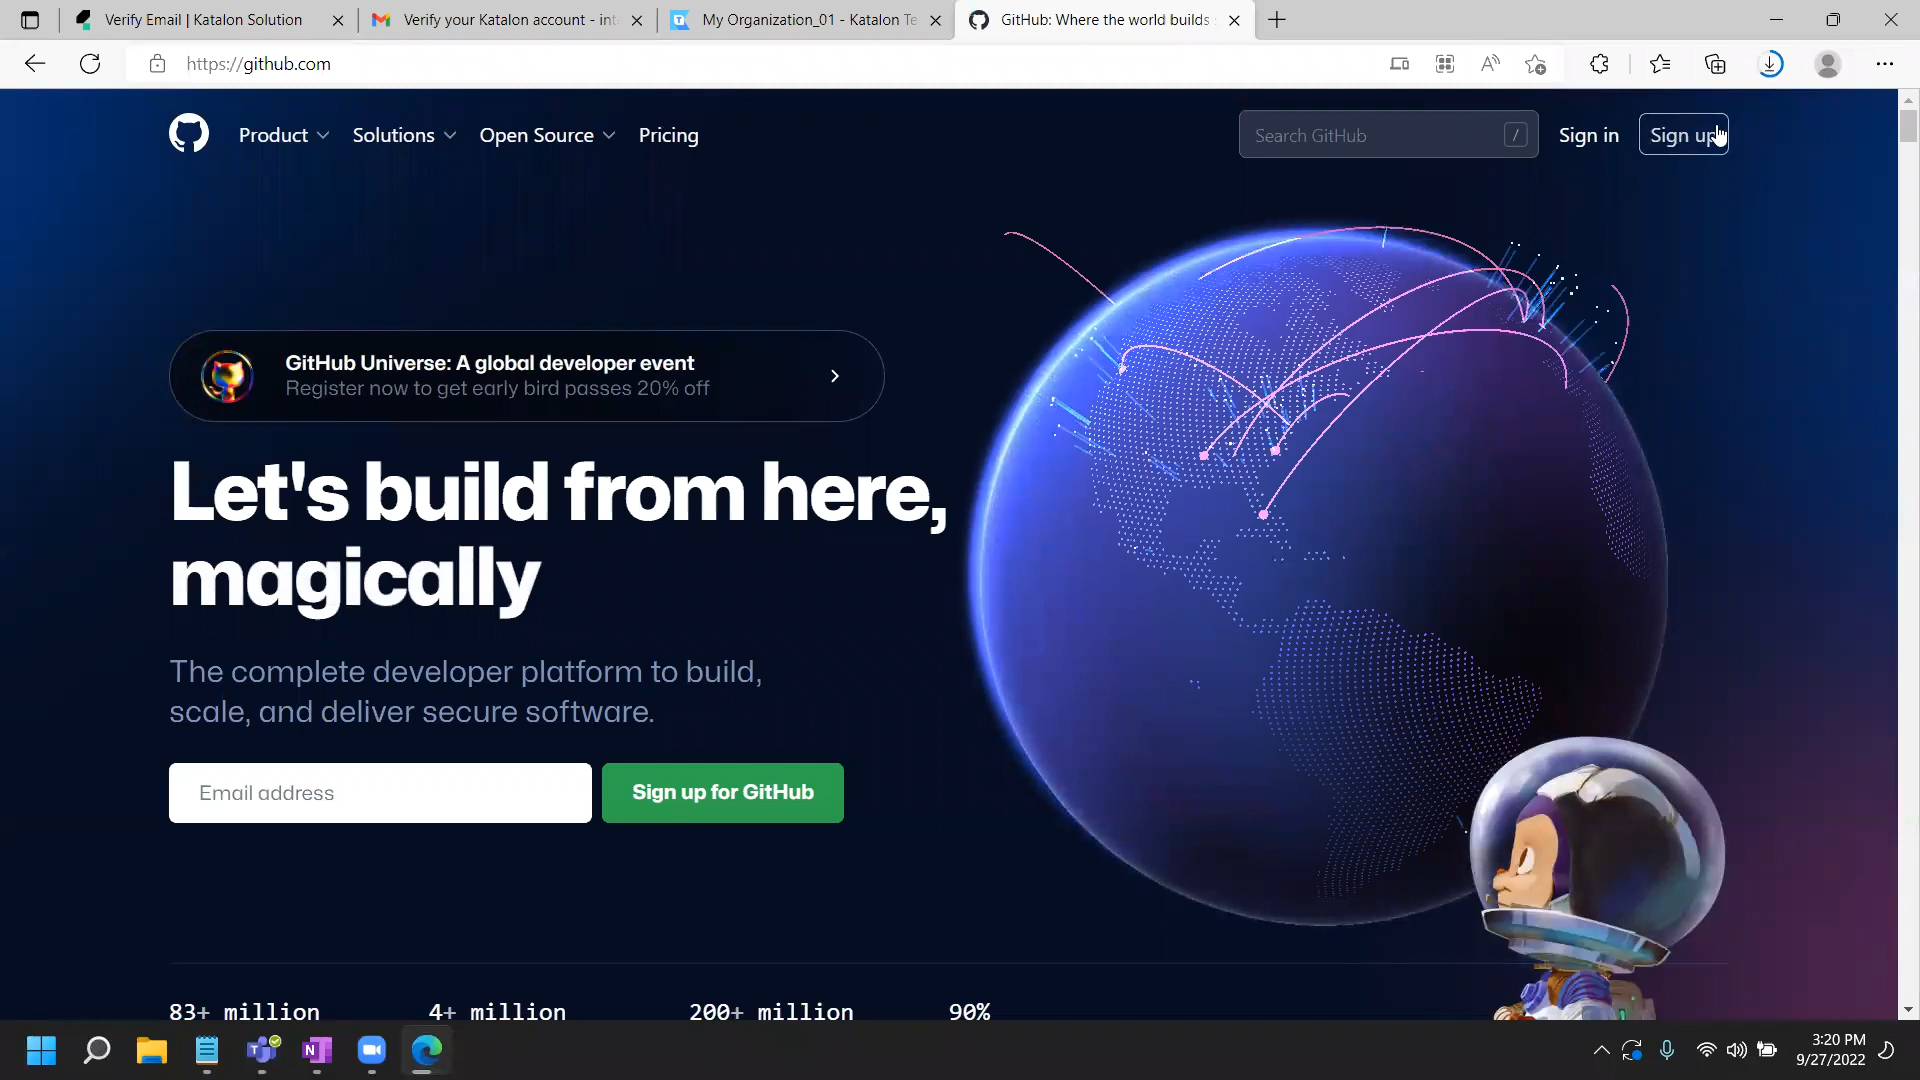 Verify Email | Katalon Solution
Verify your Katalon account - int
My Organization_01 - Katalon Te
GitHub: Where the world builds
https://github.com
Product
Solutions
Open Source
Pricing
Search GitHub
/
Sign in
Sign up
GitHub Universe: A global developer event
Register now to get early bird passes 20% off
Let's build from here,
magically
The complete developer platform to build,
scale, and deliver secure software.
Email address
Sign up for GitHub
83+ million
4+ million
200+ million
90%
3:20 PM
9/27/2022